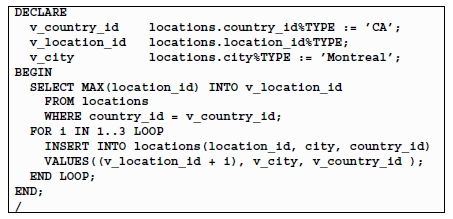 DECLARE
  v_country_id    locations.country_id%TYPE := ’CA’;
  v_location_id   locations.location_id%TYPE;
  v_city          locations.city%TYPE := ’Montreal’;
BEGIN
  SELECT MAX(location_id) INTO v_location_id
    FROM locations
    WHERE country_id = v_country_id;
  FOR i IN 1..3 LOOP
    INSERT INTO locations(location_id, city, country_id)
    VALUES((v_location_id + i), v_city, v_country_id );
  END LOOP;
END;
/